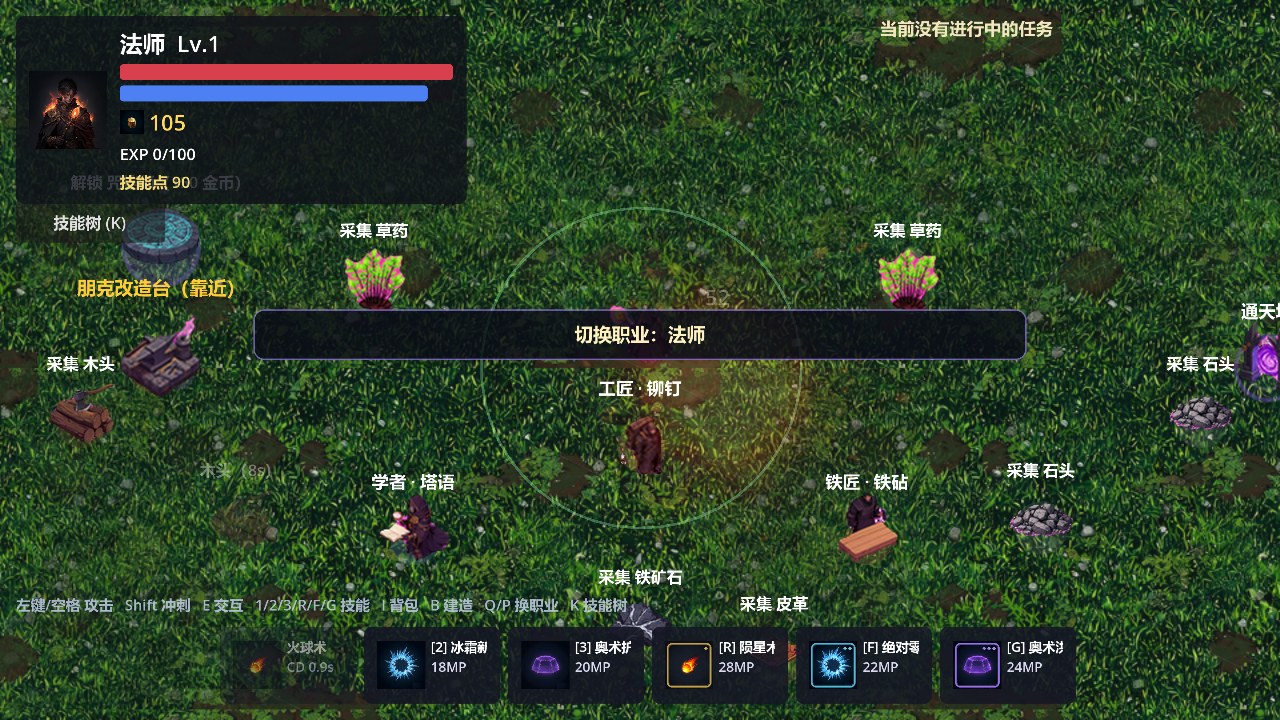 法师 Lv.1
当前没有进行中的任务
105
EXP 0/100
解锁
金币)
技能点 90
技能树 (K)
采集 草药
采集 草药
朋克改造台（靠近）
切换职业：法师
采集 木头
采集 石头
工匠 · 铆钉
木头 (8s)
学者 · 塔语
铁匠 · 铁砧
采集 石头
采集 铁矿石
采集 皮革
左键/空格 攻击 Shift 冲刺 E 交互 1/2/3/R/F/G 技能 I 背包 B 建造 Q/P 换职业 K 技能树
火球术
CD 0.9s
[2] 冰霜
18MP
[3] 奥术
20MP
[R] 陨星
28MP
[F] 绝对
22MP
[G] 奥术
24MP